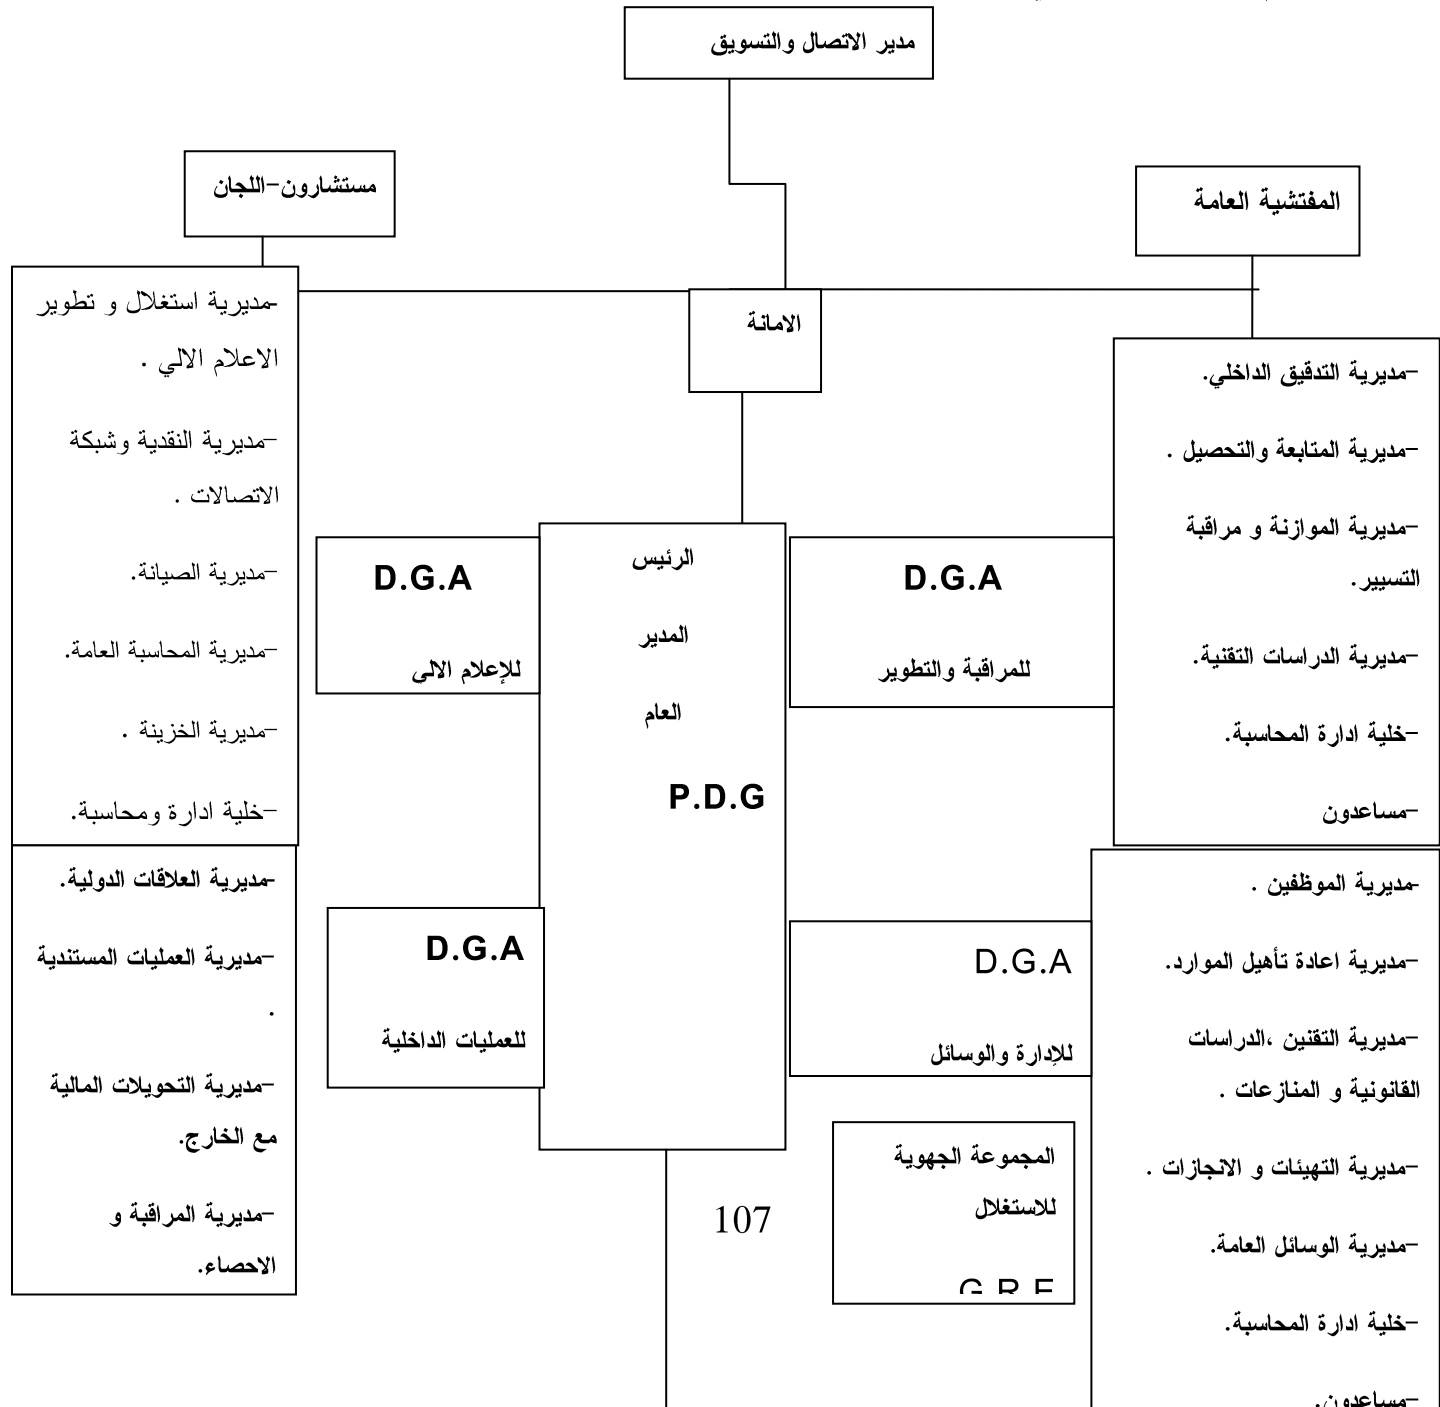 مدير الاتصال والتسويق
المفتشية العامة
مستشارون-اللجان
الامانة
-مديرية التدقيق الداخلي.
-مديرية المتابعة والتحصيل .
-مديرية الموازنة و مراقبة
التسيير.
-مديرية الدراسات التقنية.
-خلية ادارة المحاسبة.
-مساعدون
D.G.A
للمراقبة والتطوير
الرئيس
المدير
العام
P.D.G
D.G.A
للإعلام الالى
-مديرية استغلال و تطوير
الاعلام الالي .
-مديرية النقدية وشبكة
الاتصالات .
-مديرية الصيانة.
-مديرية المحاسبة العامة.
-مديرية الخزينة .
-خلية ادارة ومحاسبة.
-مديرية الموظفين .
-مديرية اعادة تأهيل الموارد.
-مديرية التقنين ،الدراسات
القانونية و المنازعات .
-مديرية التهيئات و الانجازات .
-مديرية الوسائل العامة.
-خلية ادارة المحاسبة.
-مساعدون.
D.G.A
للإدارة والوسائل
D.G.A
للعمليات الداخلية
-مديرية العلاقات الدولية.
-مديرية العمليات المستندية
.
-مديرية التحويلات المالية
مع الخارج.
-مديرية المراقبة و
الاحصاء.
المجموعة الجهوية
للاستغلال
G.R.E
107